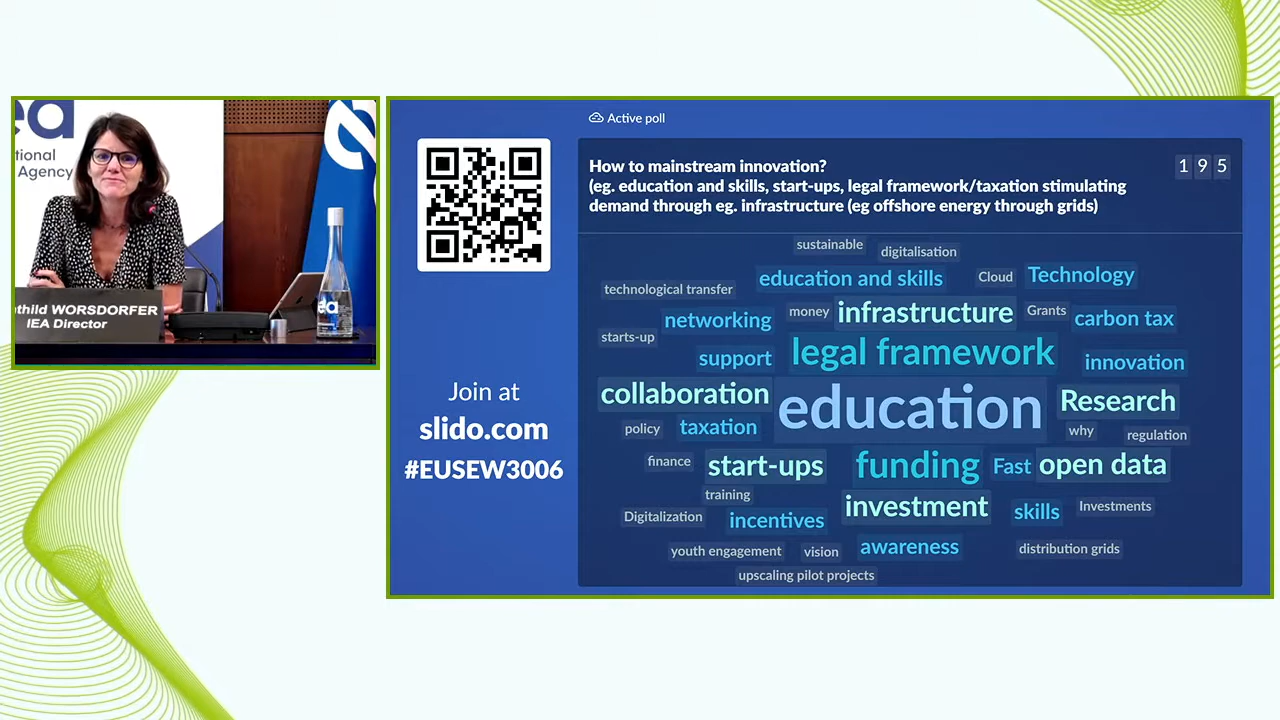 ea
tional
Agency
thild WORSDORFER
IEA Director
ea
Active poll
How to mainstream innovation?
(eg. education and skills, start-ups, legal framework/taxation stimulating
demand through eg. infrastructure (eg offshore energy through grids)
1 9 5
Join at
slido.com
#EUSEW3006
sustainable
digitalisation
education and skills
Cloud
Technology
technological transfer
networking
money
infrastructure
Grants
carbon tax
starts-up
support
legal framework
innovation
collaboration
education
Research
policy
taxation
why
regulation
finance
start-ups
funding
Fast
open data
training
Digitalization
incentives
investment
skills
Investments
youth engagement
vision
awareness
distribution grids
upscaling pilot projects